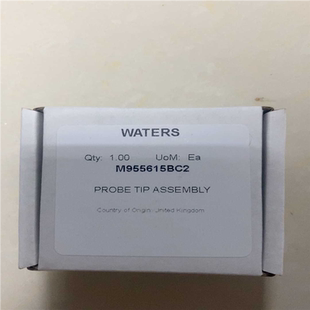 WATERS
Qty: 1.00 UoM: Ea
M955615BC2
PROBE TIP ASSEMBLY
Country of Origin: United Kingdom